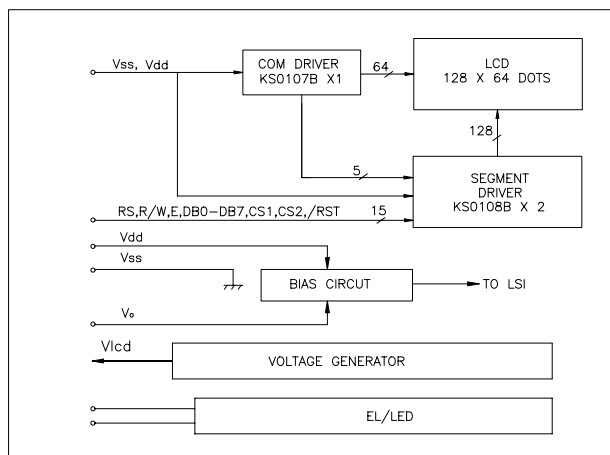 Vss, Vdd
COM DRIVER
KS0107B X1
64
LCD
128 X 64 DOTS
128
5
SEGMENT
DRIVER
KS0108B X 2
RS,R/W,E,DB0-DB7,CS1,CS2,/RST
15
Vdd
Vss
BIAS CIRCUT
TO LSI
Vo
Vlcd
VOLTAGE GENERATOR
EL/LED